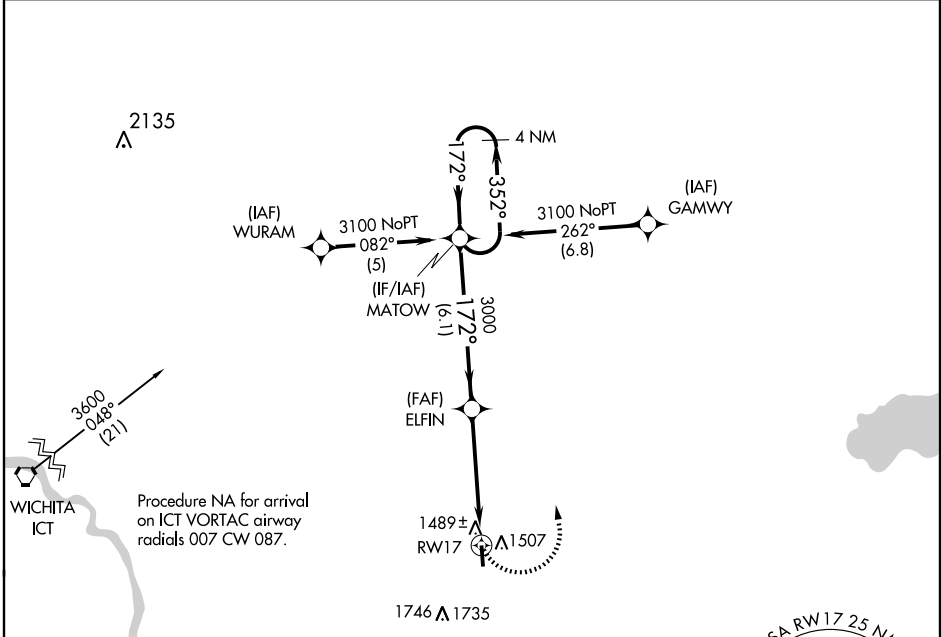 2135
4 NM
172°
352°
(IAF)
WURAM
3100 NoPT
082°
(5)
3100 NoPT
262°
(6.8)
(IAF)
GAMWY
(IF/IAF)
MATOW
3000
172°
(6.1)
(FAF)
ELFIN
3600
048°
(21)
WICHITA
ICT
Procedure NA for arrival
on ICT VORTAC airway
radials 007 CW 087.
1489±
RW17
1507
1746
1735
RW17 25